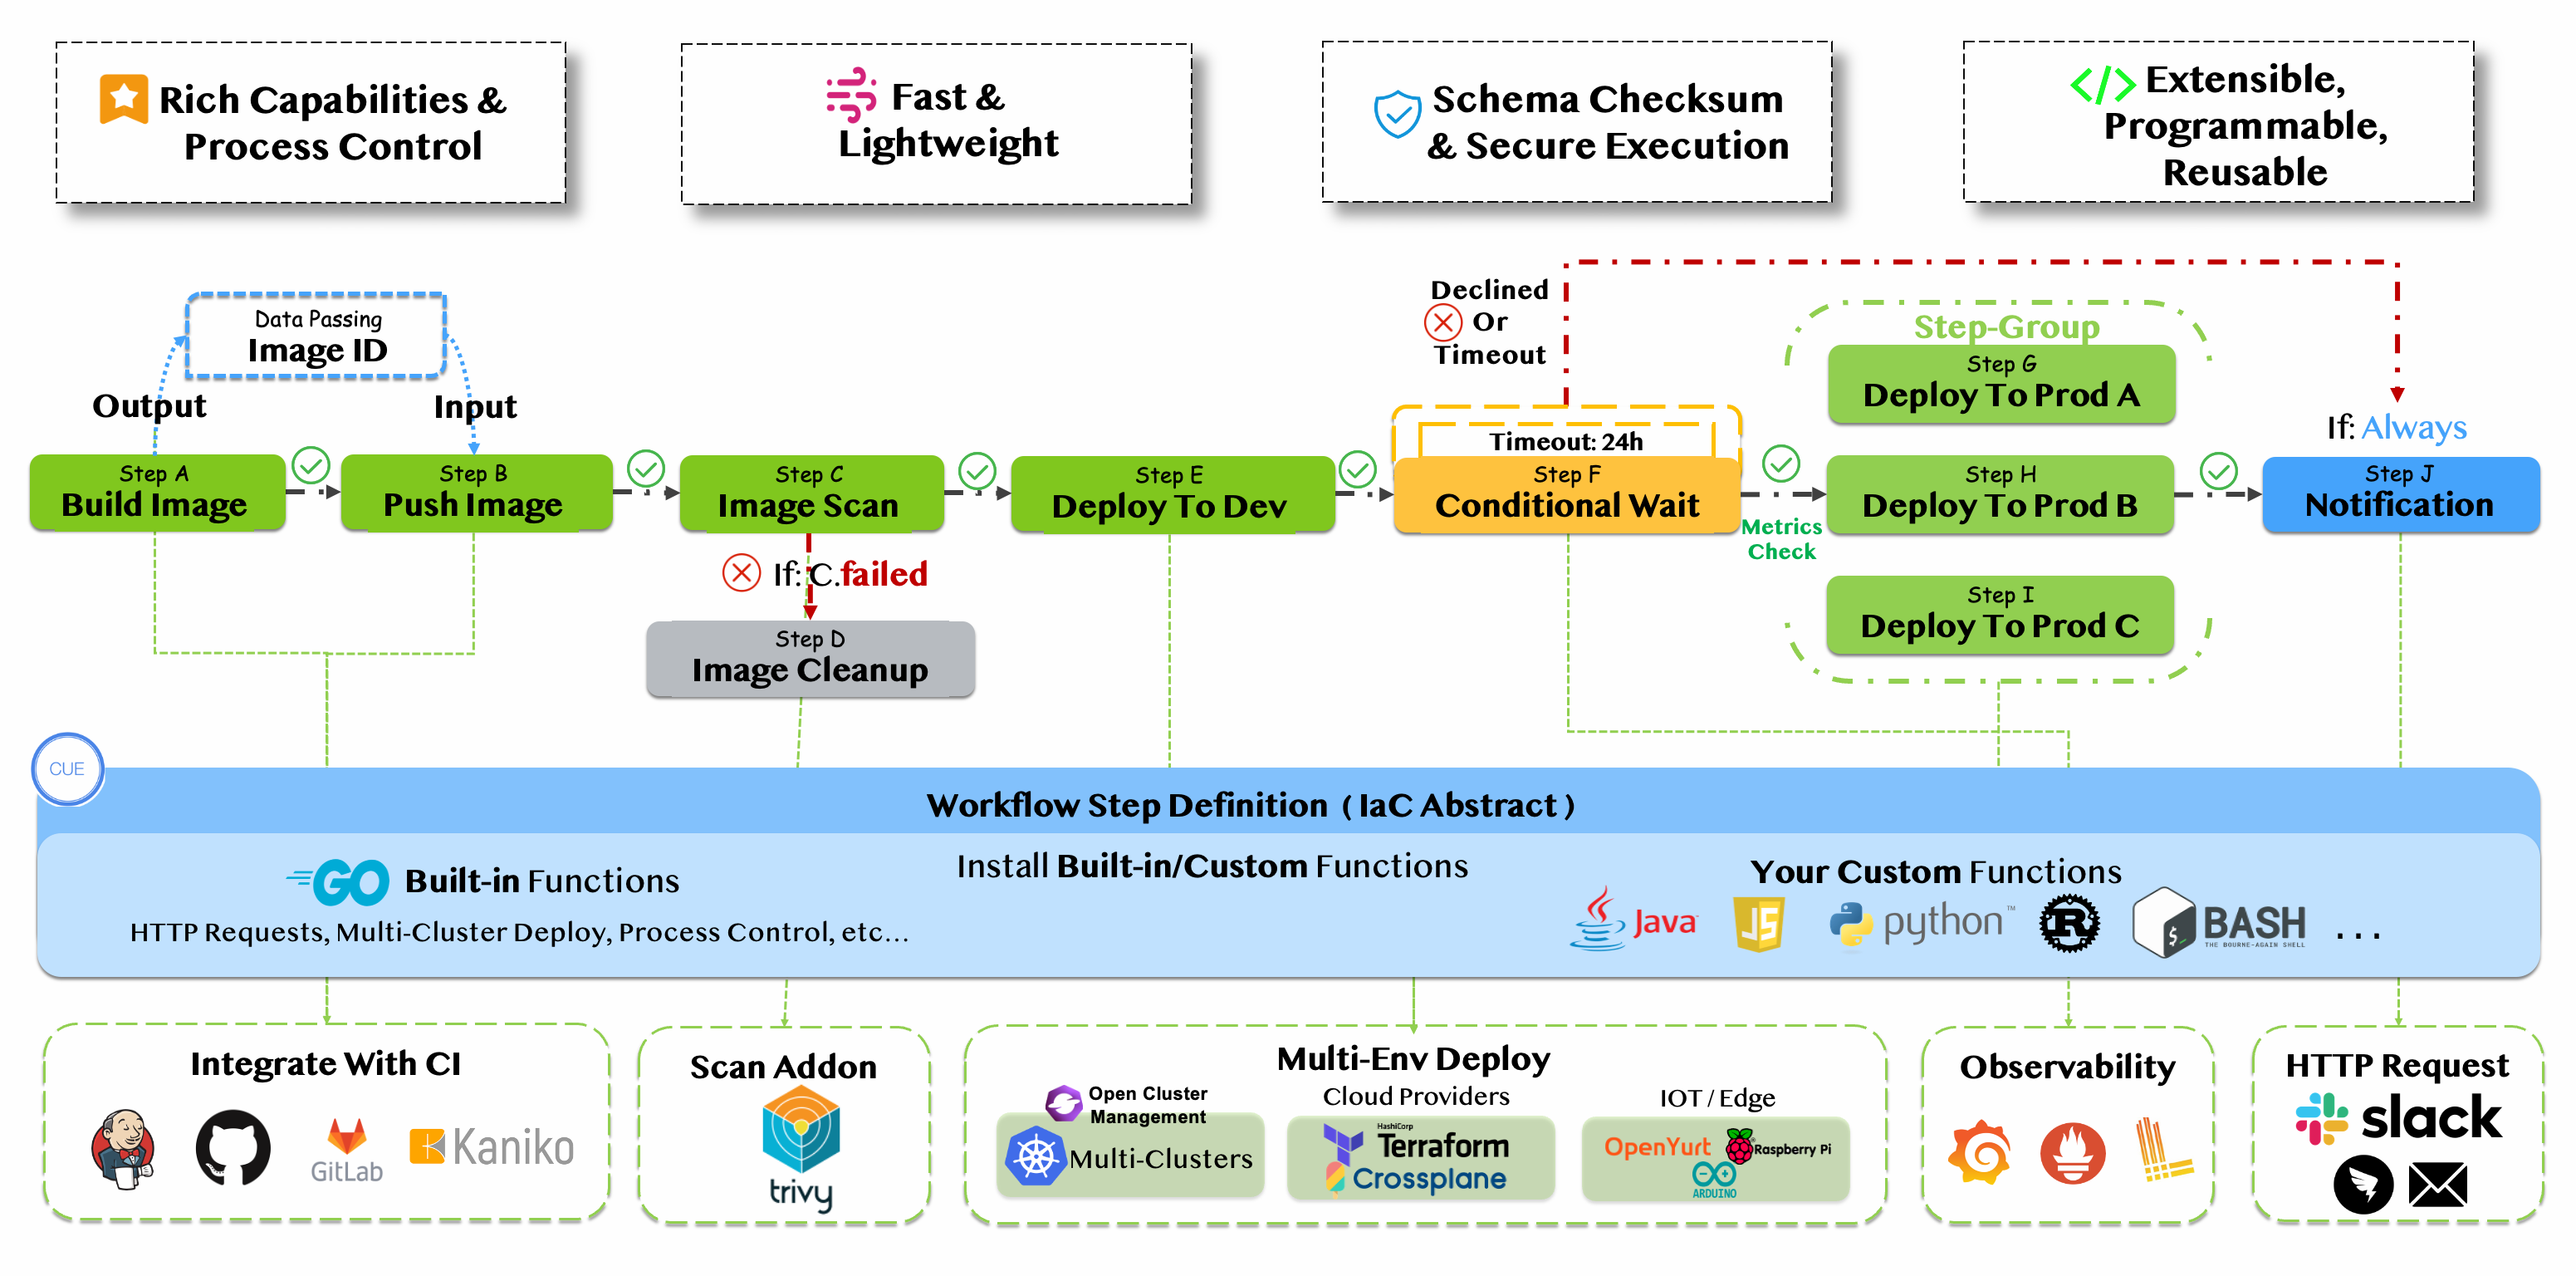 Rich Capabilities &
Process Control
Fast &
Lightweight
Schema Checksum
& Secure Execution
</> Extensible,
Programmable,
Reusable
Data Passing
Image ID
Output
Input
Declined
Or
Timeout
Step-Group
Step G
Deploy To Prod A
If: Always
Timeout: 24h
Step A
Build Image
Step B
Push Image
Step C
Image Scan
Step E
Deploy To Dev
Step F
Conditional Wait
Step H
Deploy To Prod B
Step J
Notification
Metrics
Check
If: C.failed
Step I
Deploy To Prod C
Step D
Image Cleanup
CUE
Workflow Step Definition ( IaC Abstract )
GO Built-in Functions
HTTP Requests, Multi-Cluster Deploy, Process Control, etc...
Install Built-in/Custom Functions
Your Custom Functions
Java
JS
python™
R
$_
BASH
THE BOURNE-AGAIN SHELL
...
Integrate With CI
GitLab
Kaniko
Scan Addon
trivy
Multi-Env Deploy
Open Cluster
Management
Multi-Clusters
Cloud Providers
HashiCorp
Terraform
Crossplane
IOT / Edge
OpenYurt
Raspberry Pi
ARDUINO
Observability
HTTP Request
slack